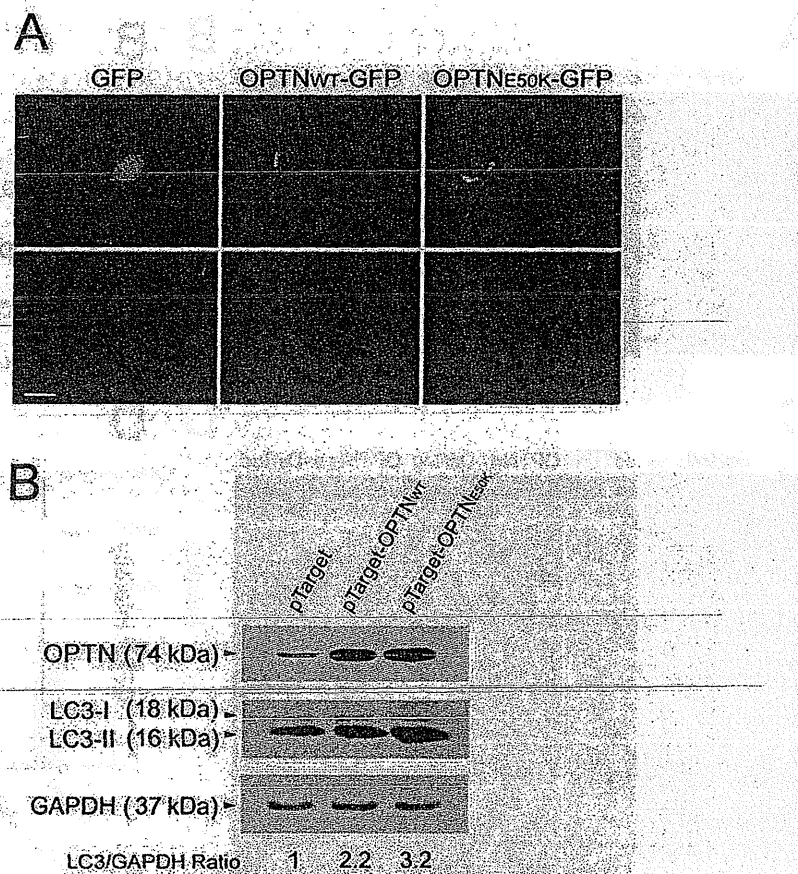 A
GFP OPTNWT-GFP OPTNE50K-GFP
B
pTarget pTarget-OPTNWT pTarget-OPTNE50K
OPTN (74 kDa)
LC3-I (18 kDa)
LC3-II (16 kDa)
GAPDH (37 kDa)
LC3/GAPDH Ratio 1 2.2 3.2